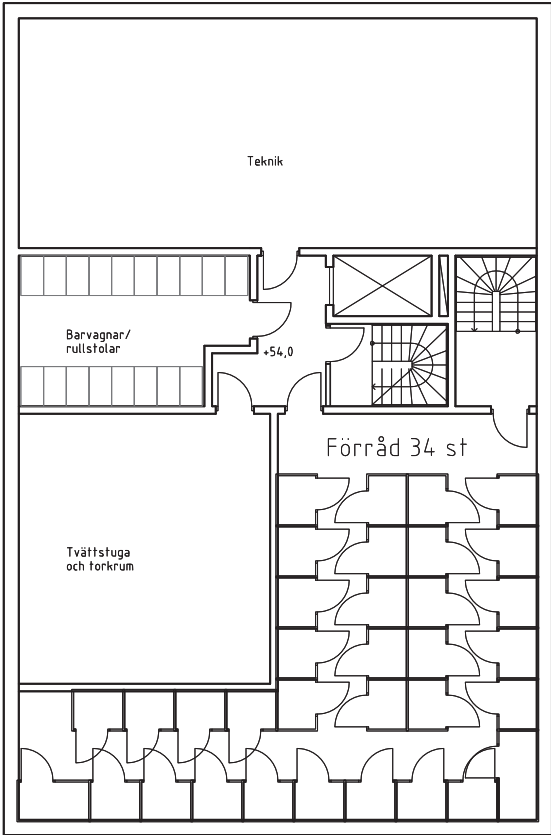 Teknik
Barvagnar/
rullstolar
+54,0
Förråd 34 st
Tvättstuga
och torkrum